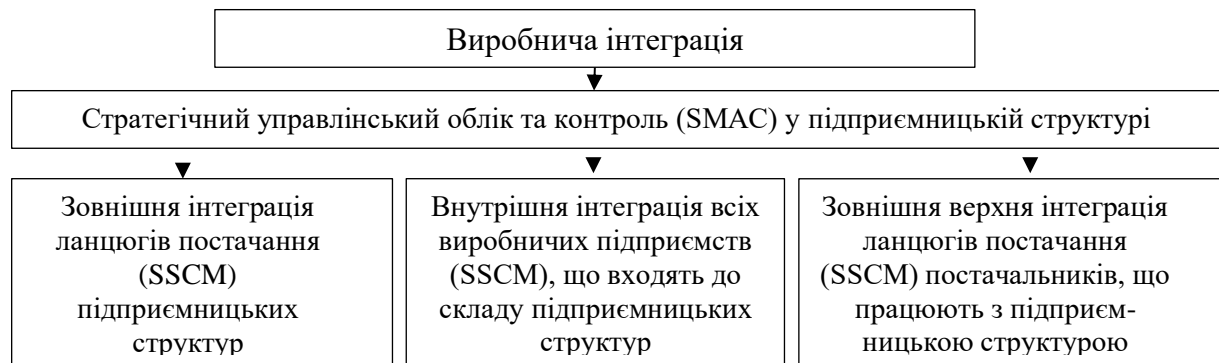 Виробнича інтеграція
Стратегічний управлінський облік та контроль (SMAC) у підприємницькій структурі
Зовнішня інтеграція
ланцюгів постачання
(SSCM)
підприємницьких
структур
Внутрішня інтеграція всіх
виробничих підприємств
(SSCM), що входять до
складу підприємницьких
структур
Зовнішня верхня інтеграція
ланцюгів постачання
(SSCM) постачальників, що
працюють з підприєм-
ницькою структурою